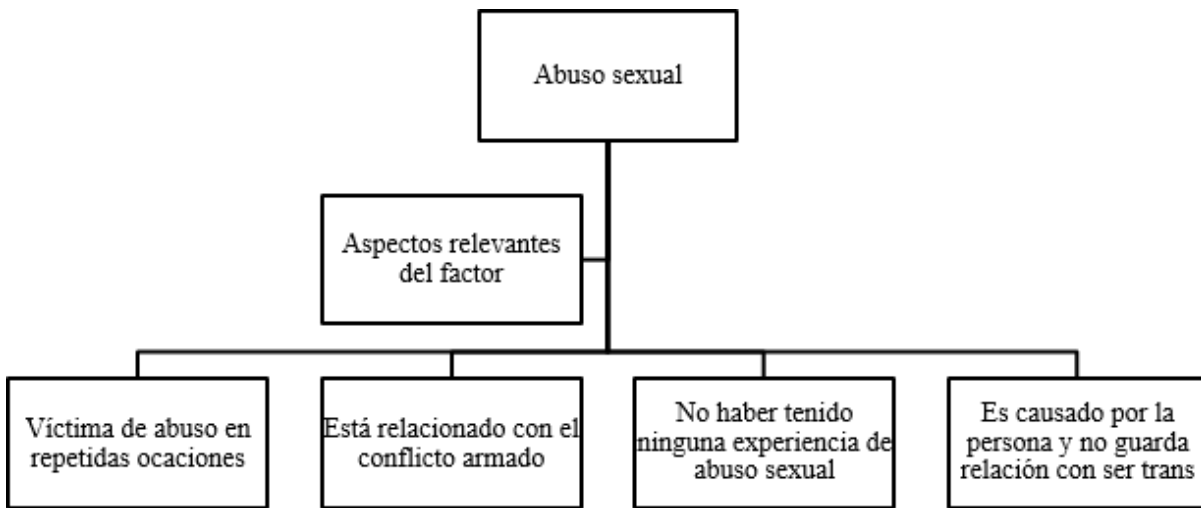 Abuso sexual
Aspectos relevantes
del factor
Víctima de abuso en
repetidas ocaciones
Está relacionado con el
conflicto armado
No haber tenido
ninguna experiencia de
abuso sexual
Es causado por la
persona y no guarda
relación con ser trans